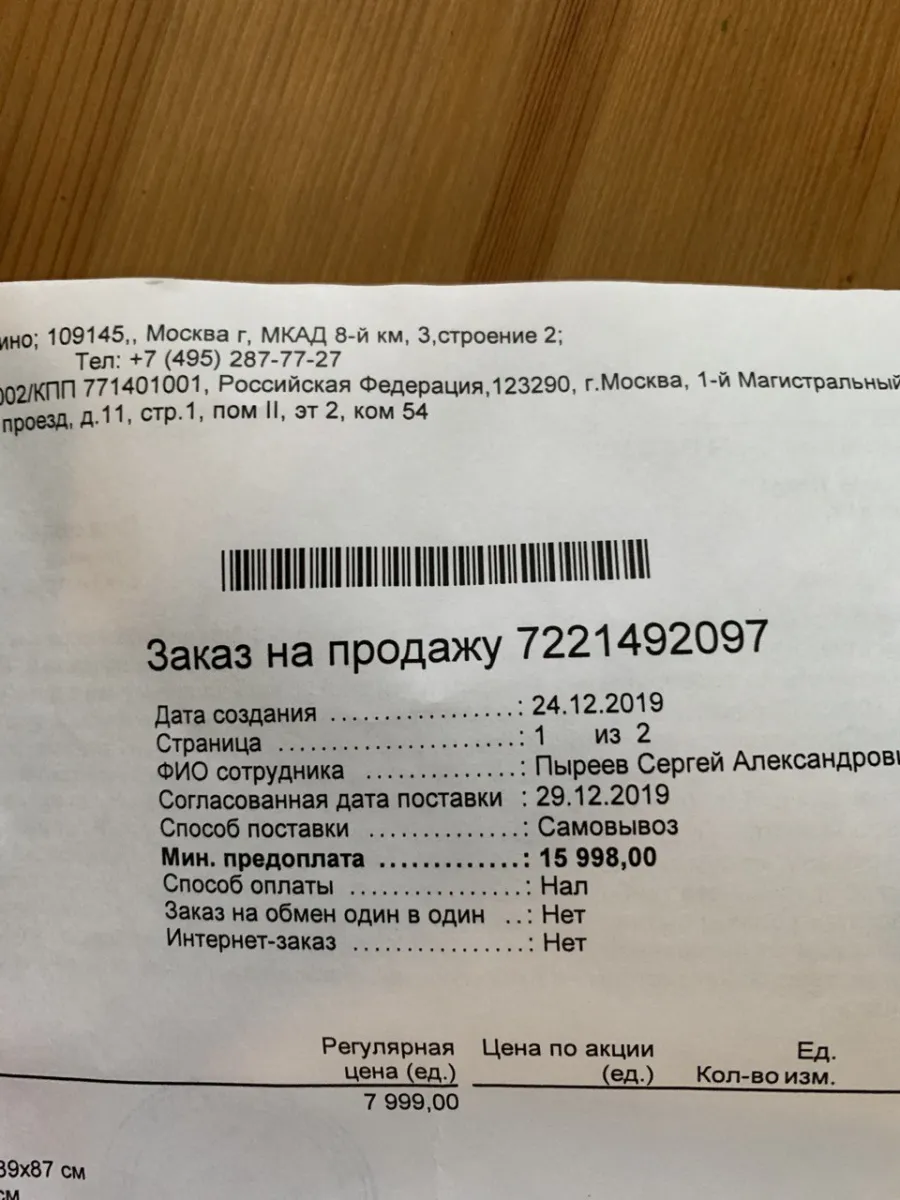 ино; 109145,, Москва г, МКАД 8-й км, 3,строение 2;
Тел: +7 (495) 287-77-27
002/КПП 771401001, Российская Федерация,123290, г.Москва, 1-й Магистральный
проезд, д.11, стр.1, пом II, эт 2, ком 54
Заказ на продажу 7221492097
Дата создания ..................: 24.12.2019
Страница ........................: 1 из 2
ФИО сотрудника ...............: Пыреев Сергей Александрови
Согласованная дата поставки : 29.12.2019
Способ поставки ...............: Самовывоз
Мин. предоплата ..............: 15 998,00
Способ оплаты .................: Нал
Заказ на обмен один в один ..: Нет
Интернет-заказ .................: Нет
Регулярная Цена по акции Ед.
цена (ед.) (ед.) Кол-во изм.
7 999,00
39х87 см
см